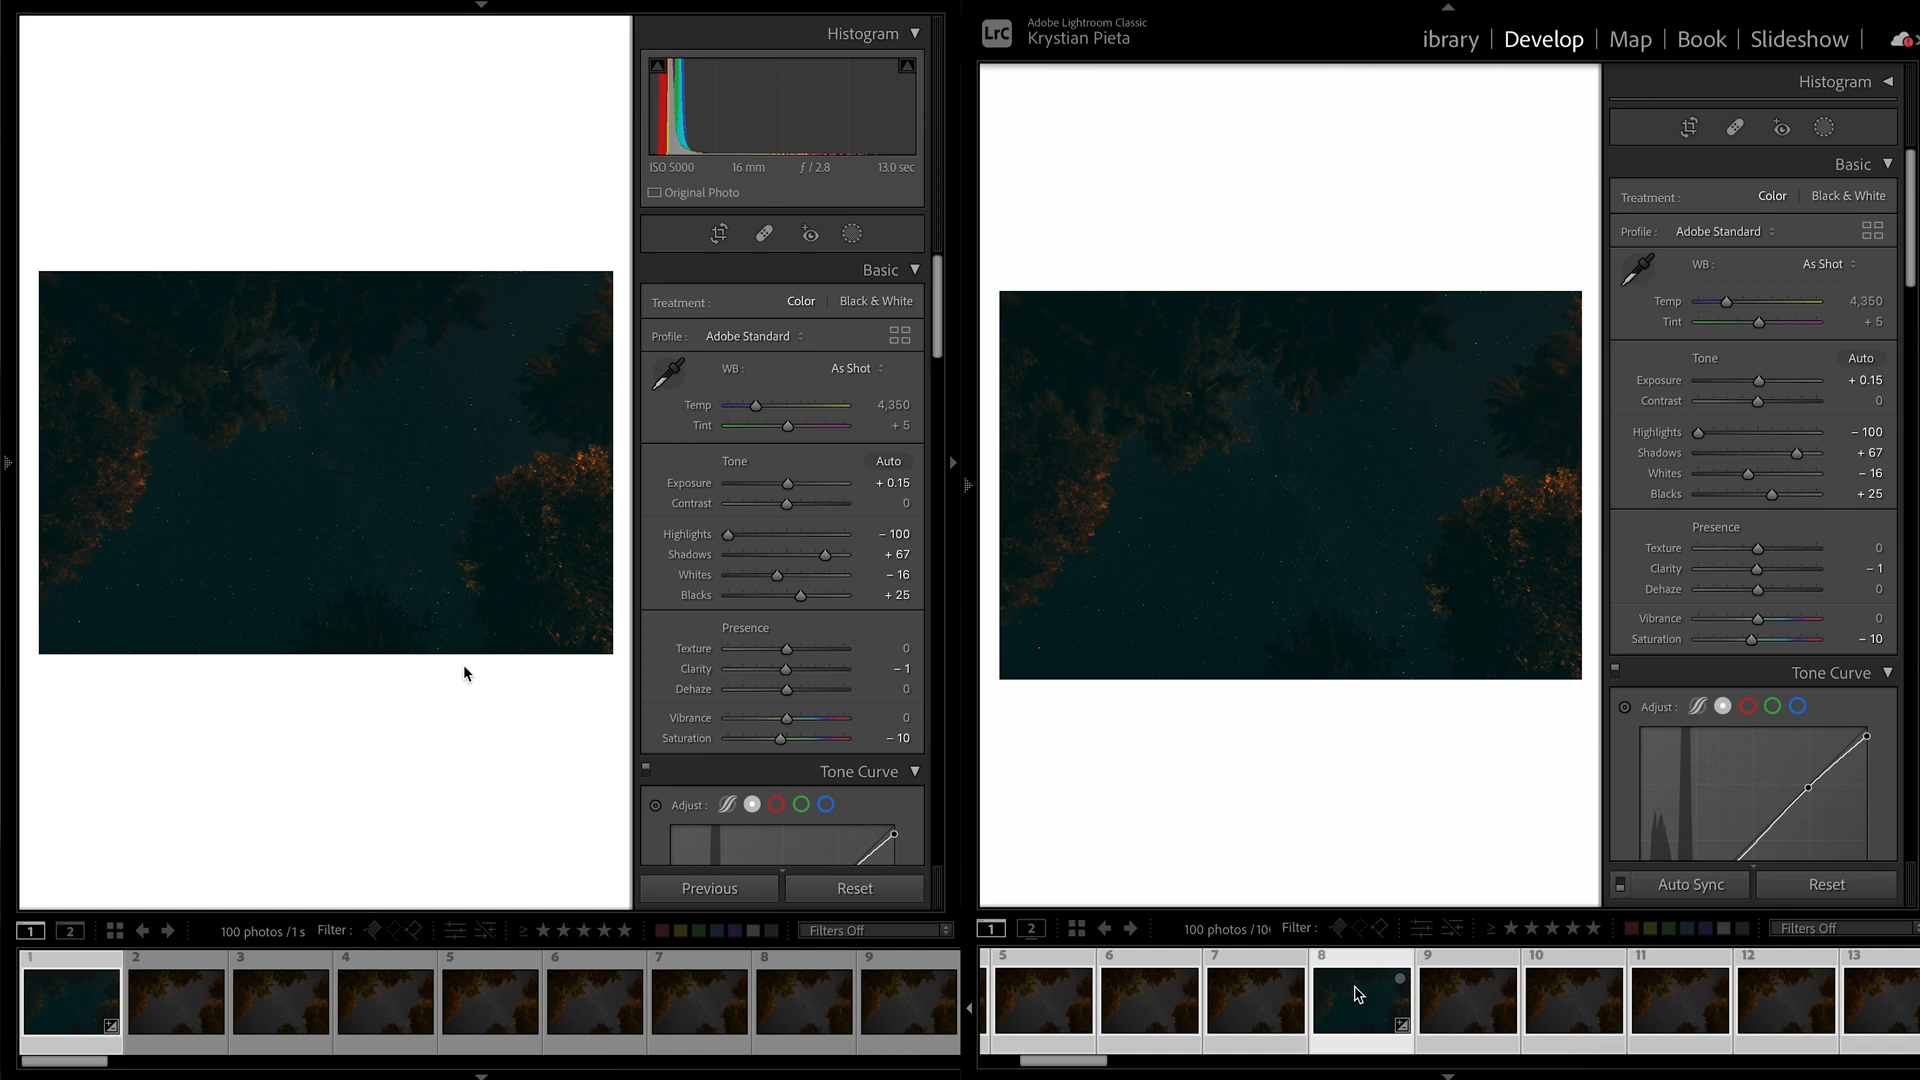 Histogram
ISO 5000 16 mm ƒ / 2.8 13.0 sec
Original Photo
Basic
Treatment : Color Black & White
Profile : Adobe Standard
WB : As Shot
Temp 4,350
Tint + 5
Tone Auto
Exposure + 0.15
Contrast 0
Highlights – 100
Shadows + 67
Whites – 16
Blacks + 25
Presence
Texture 0
Clarity – 1
Dehaze 0
Vibrance 0
Saturation – 10
Tone Curve
Adjust :
Previous Reset
1 2 100 photos / 1 s Filter : ≥ Filters Off
1 2 3 4 5 6 7 8 9
LrC
Adobe Lightroom Classic
Krystian Pieta
ibrary | Develop | Map | Book | Slideshow |
Histogram
Basic
Treatment : Color Black & White
Profile : Adobe Standard
WB : As Shot
Temp 4,350
Tint + 5
Tone Auto
Exposure + 0.15
Contrast 0
Highlights – 100
Shadows + 67
Whites – 16
Blacks + 25
Presence
Texture 0
Clarity – 1
Dehaze 0
Vibrance 0
Saturation – 10
Tone Curve
Adjust :
Auto Sync Reset
1 2 100 photos / 10 Filter : ≥ Filters Off
5 6 7 8 9 10 11 12 13